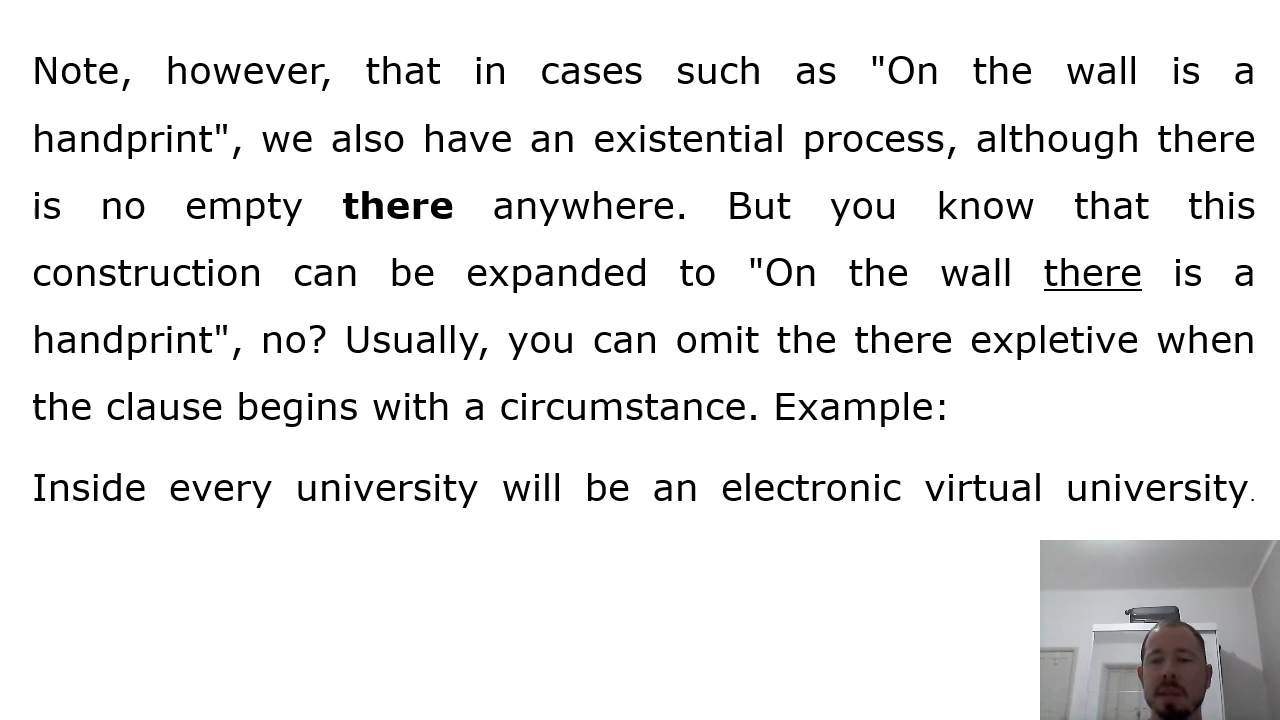 Note, however, that in cases such as "On the wall is a
handprint", we also have an existential process, although there
is no empty there anywhere. But you know that this
construction can be expanded to "On the wall there is a
handprint", no? Usually, you can omit the there expletive when
the clause begins with a circumstance. Example:
Inside every university will be an electronic virtual university.